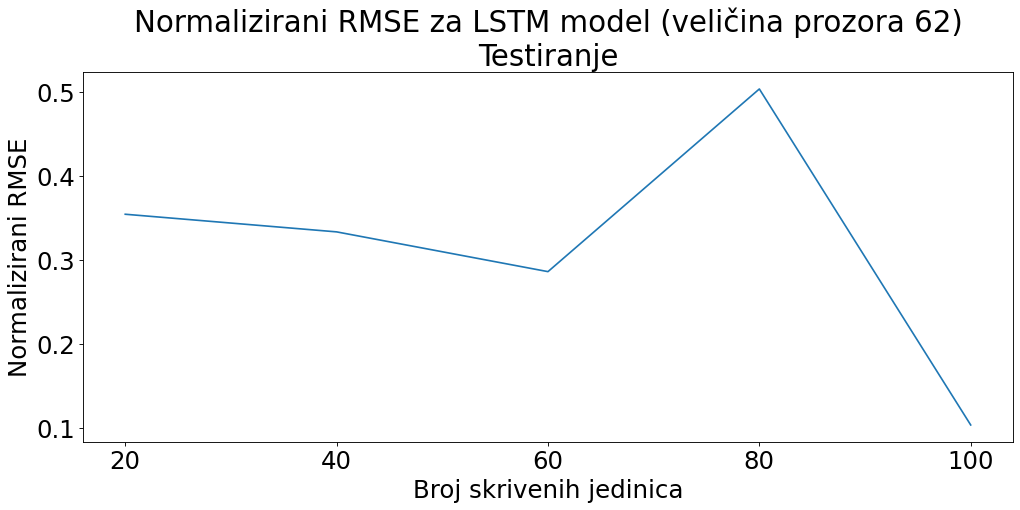 Normalizirani RMSE za LSTM model (veličina prozora 62)
Testiranje
Normalizirani RMSE
0.5
0.4
0.3
0.2
0.1
20 40 60 80 100
Broj skrivenih jedinica